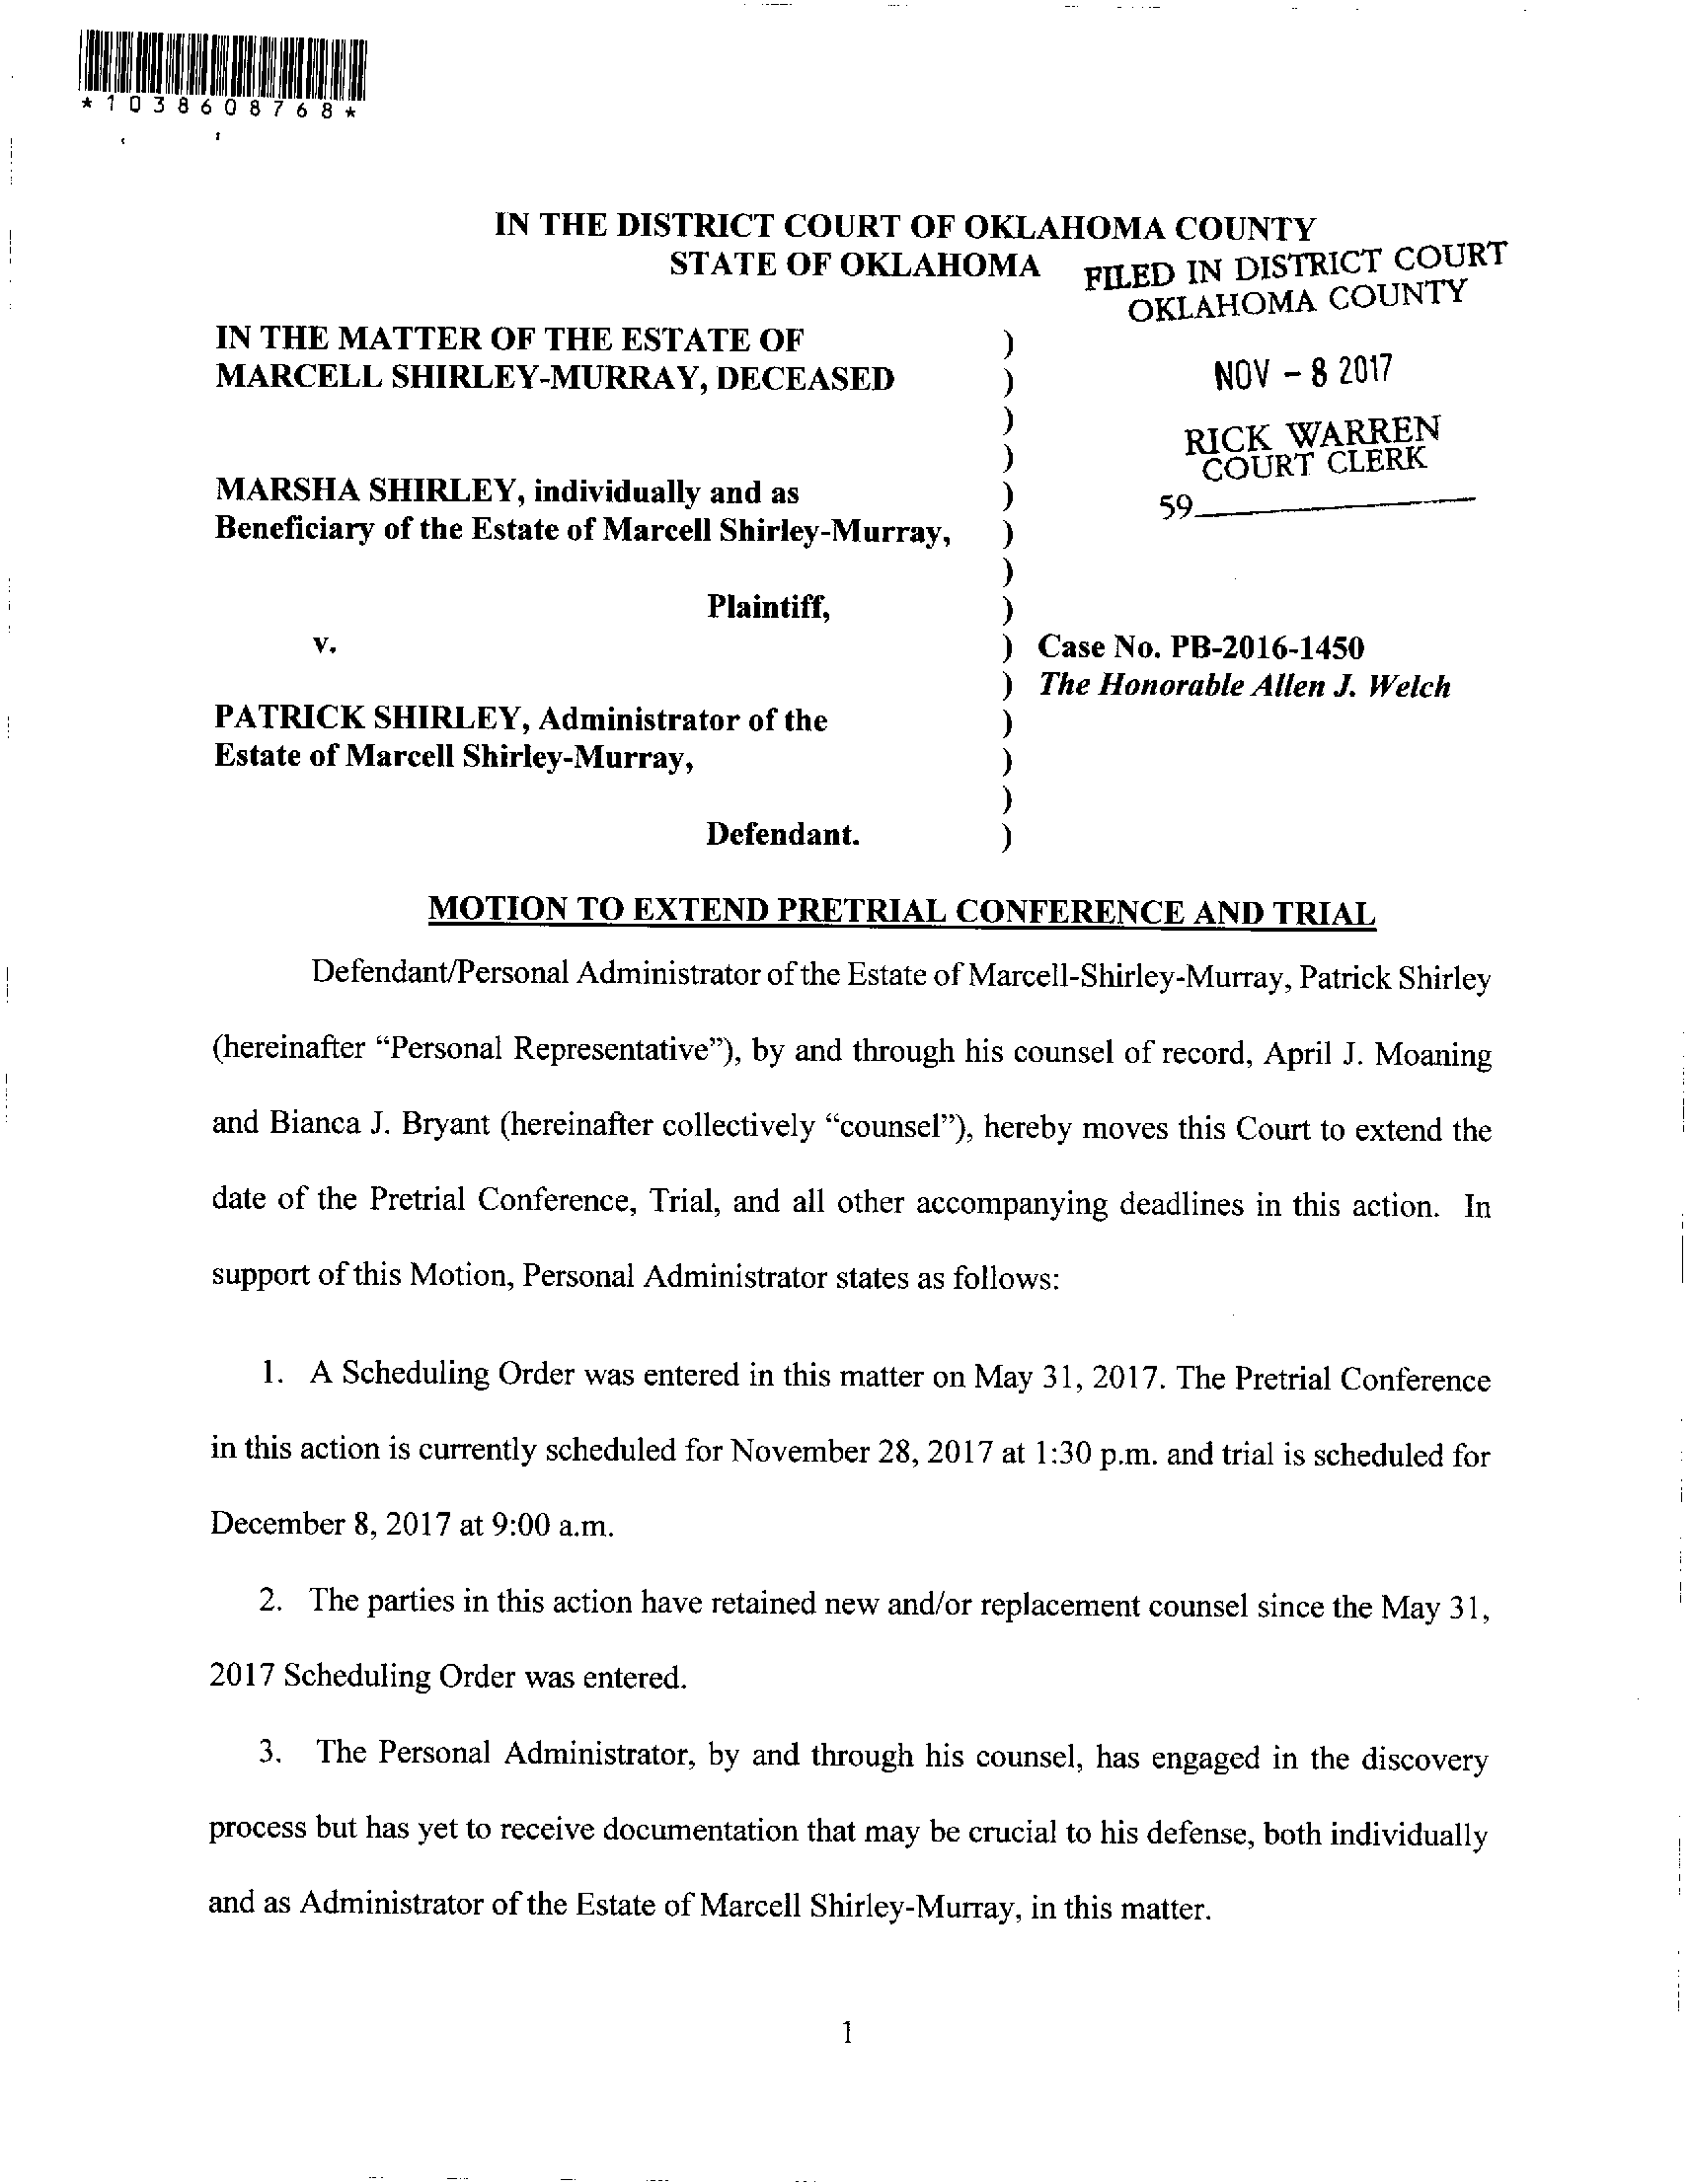 *1038608768*
IN THE DISTRICT COURT OF OKLAHOMA COUNTY
STATE OF OKLAHOMA
FILED IN DISTRICT COURT
OKLAHOMA COUNTY
NOV - 8 2017
RICK WARREN
COURT CLERK
59
IN THE MATTER OF THE ESTATE OF )
MARCELL SHIRLEY-MURRAY, DECEASED )
)
)
MARSHA SHIRLEY, individually and as )
Beneficiary of the Estate of Marcell Shirley-Murray, )
)
Plaintiff, )
v. ) Case No. PB-2016-1450
) The Honorable Allen J. Welch
PATRICK SHIRLEY, Administrator of the )
Estate of Marcell Shirley-Murray, )
)
Defendant. )
MOTION TO EXTEND PRETRIAL CONFERENCE AND TRIAL
Defendant/Personal Administrator of the Estate of Marcell-Shirley-Murray, Patrick Shirley
(hereinafter “Personal Representative”), by and through his counsel of record, April J. Moaning
and Bianca J. Bryant (hereinafter collectively “counsel”), hereby moves this Court to extend the
date of the Pretrial Conference, Trial, and all other accompanying deadlines in this action. In
support of this Motion, Personal Administrator states as follows:
1. A Scheduling Order was entered in this matter on May 31, 2017. The Pretrial Conference
in this action is currently scheduled for November 28, 2017 at 1:30 p.m. and trial is scheduled for
December 8, 2017 at 9:00 a.m.
2. The parties in this action have retained new and/or replacement counsel since the May 31,
2017 Scheduling Order was entered.
3. The Personal Administrator, by and through his counsel, has engaged in the discovery
process but has yet to receive documentation that may be crucial to his defense, both individually
and as Administrator of the Estate of Marcell Shirley-Murray, in this matter.
1